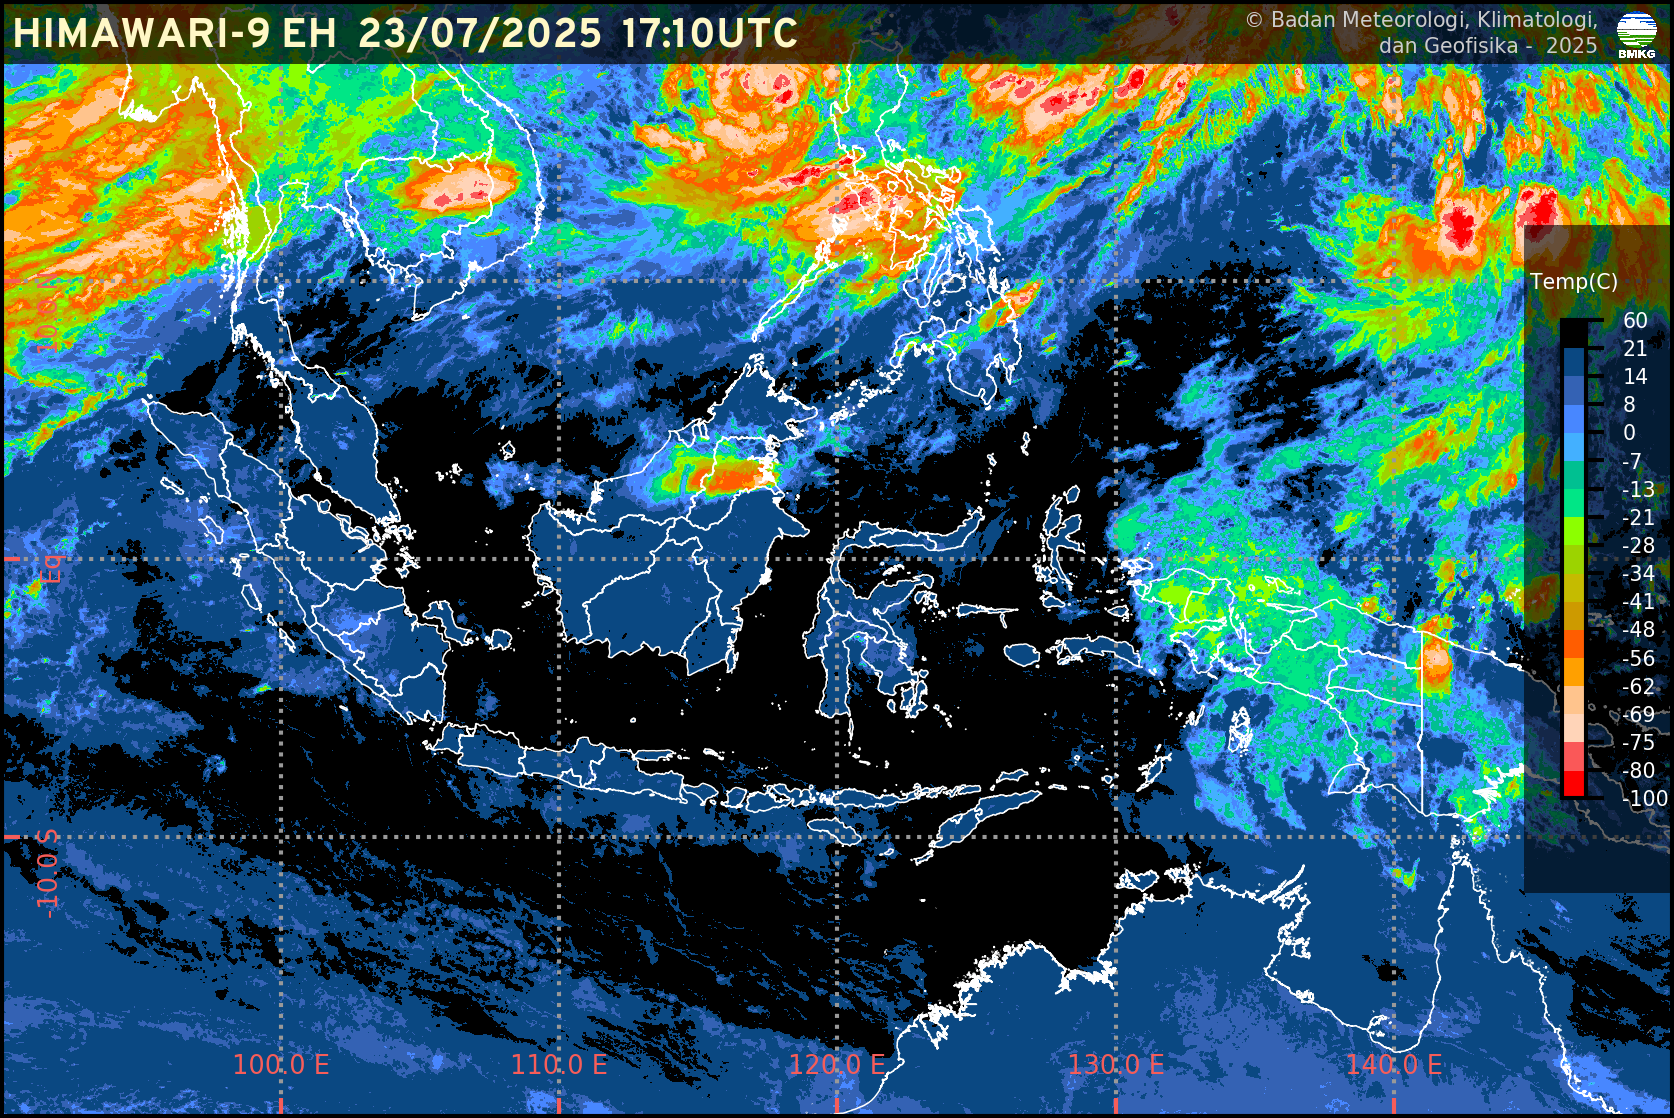 HIMAWARI-9 EH 23/07/2025 17:10UTC
© Badan Meteorologi, Klimatologi,
dan Geofisika - 2025
BMKG
Temp(C)
60
21
14
8
0
-7
-13
-21
-28
-34
-41
-48
-56
-62
-69
-75
-80
-100
Eq
-10.0 S
100.0 E
110.0 E
120.0 E
130.0 E
140.0 E